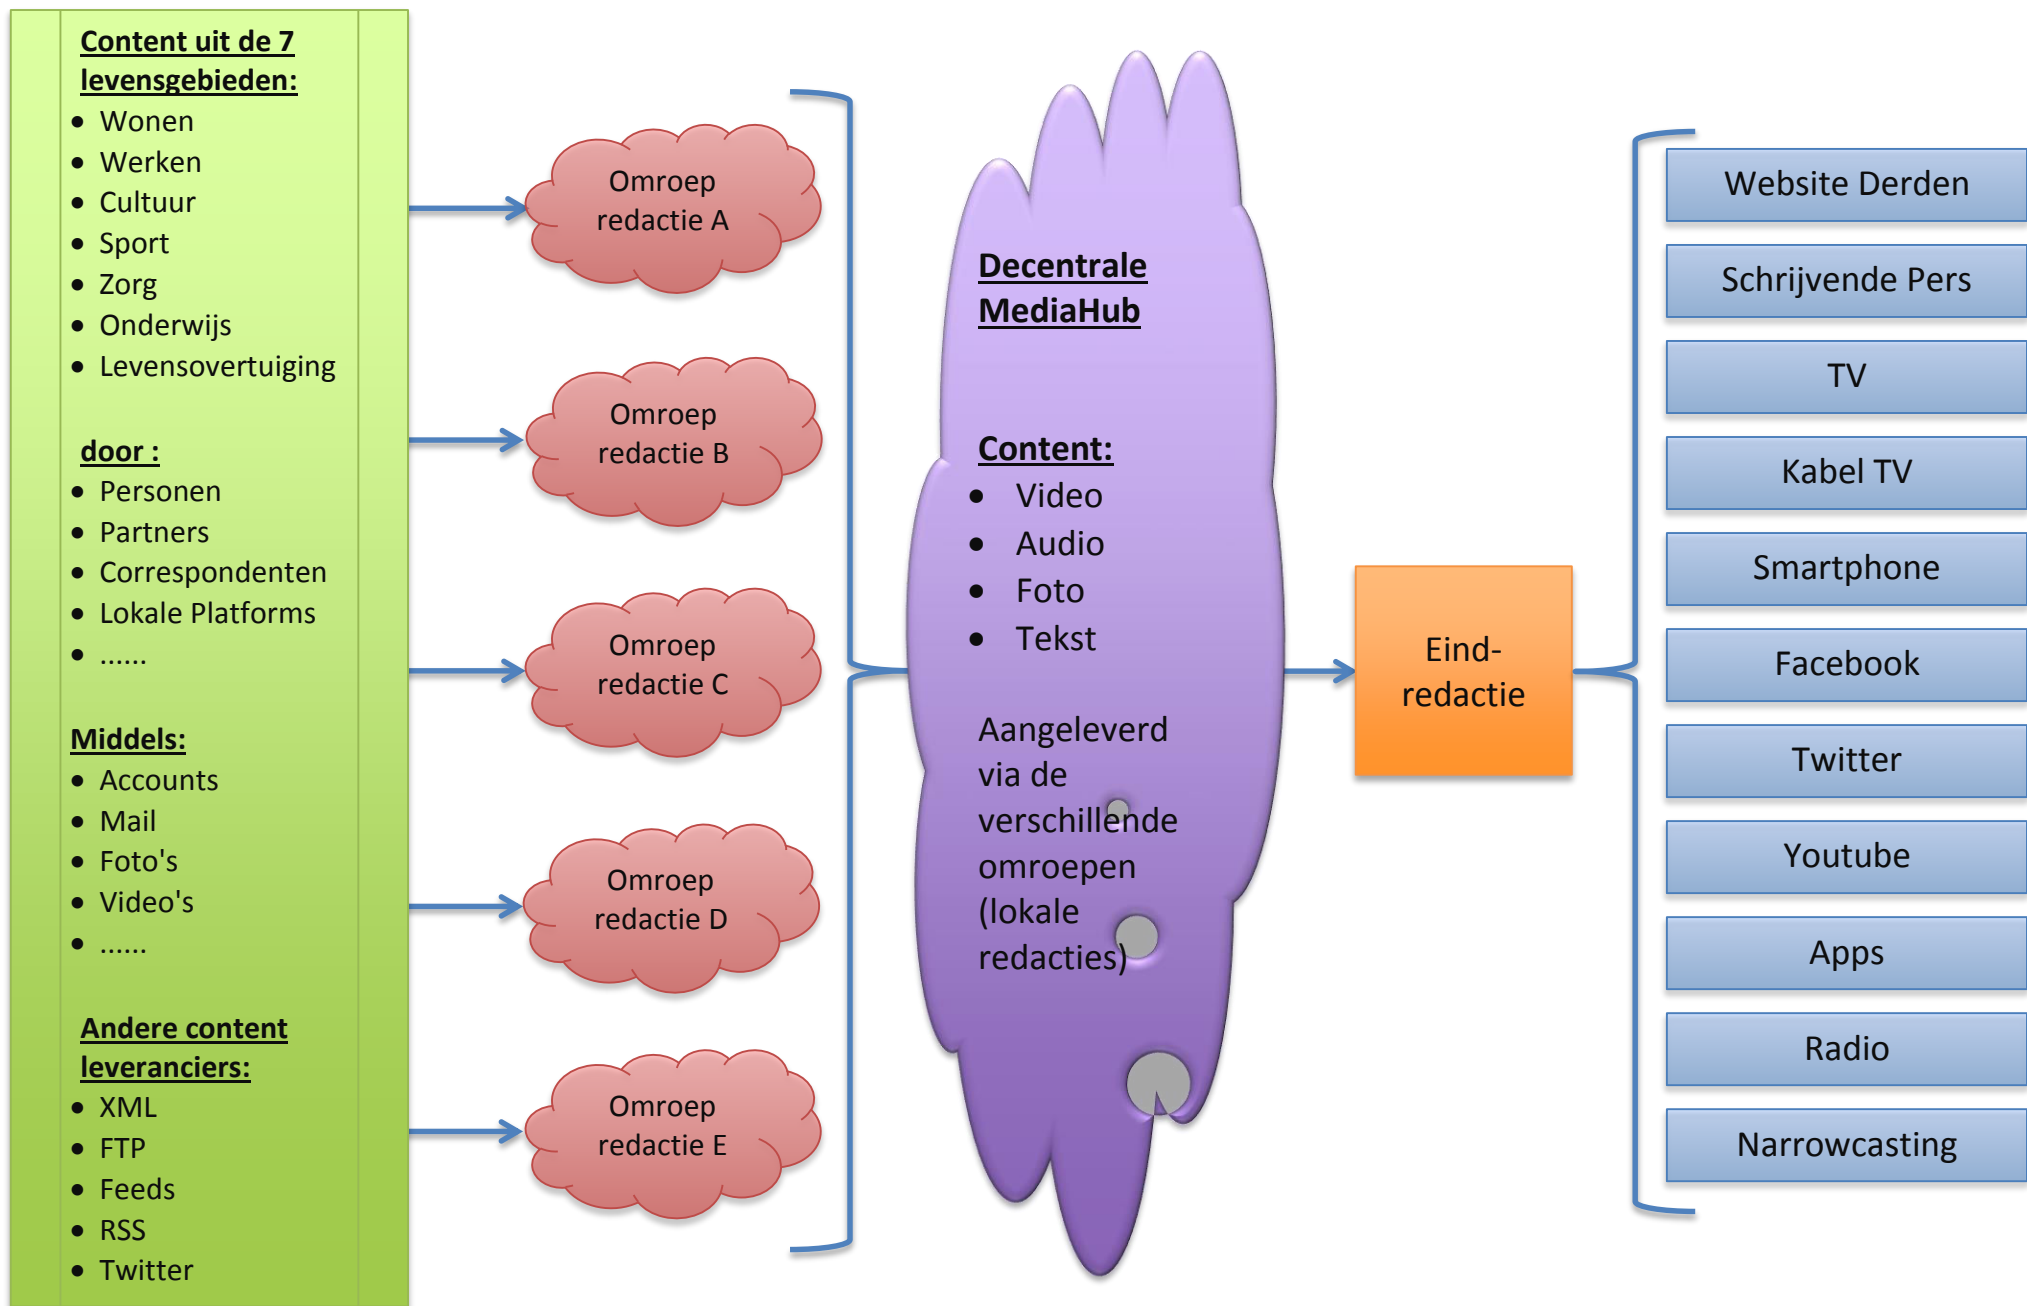 Content uit de 7
levensgebieden:
• Wonen
• Werken
• Cultuur
• Sport
• Zorg
• Onderwijs
• Levensovertuiging
door :
• Personen
• Partners
• Correspondenten
• Lokale Platforms
• ......
Middels:
• Accounts
• Mail
• Foto's
• Video's
• ......
Andere content
leveranciers:
• XML
• FTP
• Feeds
• RSS
• Twitter
Omroep
redactie A
Omroep
redactie B
Omroep
redactie C
Omroep
redactie D
Omroep
redactie E
Decentrale
MediaHub
Content:
• Video
• Audio
• Foto
• Tekst
Aangeleverd
via de
verschillende
omroepen
(lokale
redacties)
Eind-
redactie
Website Derden
Schrijvende Pers
TV
Kabel TV
Smartphone
Facebook
Twitter
Youtube
Apps
Radio
Narrowcasting